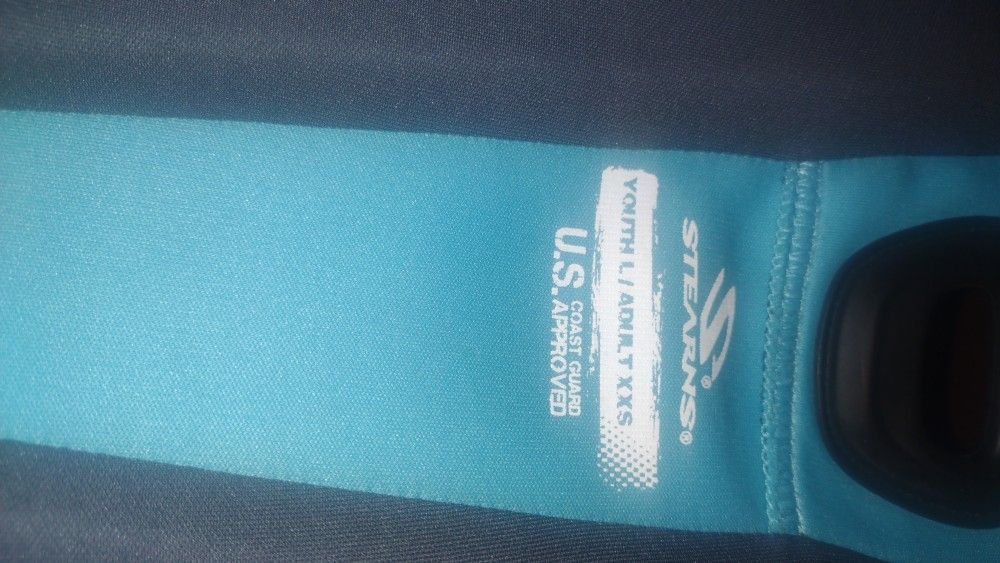 STEARNS®
YOUTH L / ADULT XXS
U.S. COAST GUARD
APPROVED